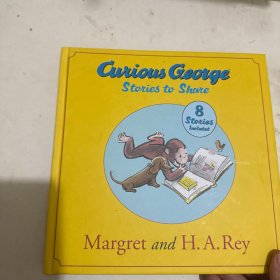 Curious George
Stories to Share
8
Stories
Included
Margret and H. A. Rey